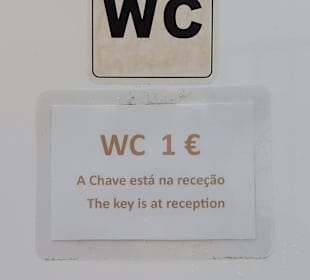 WC
WC 1 €
A Chave está na receção
The key is at reception